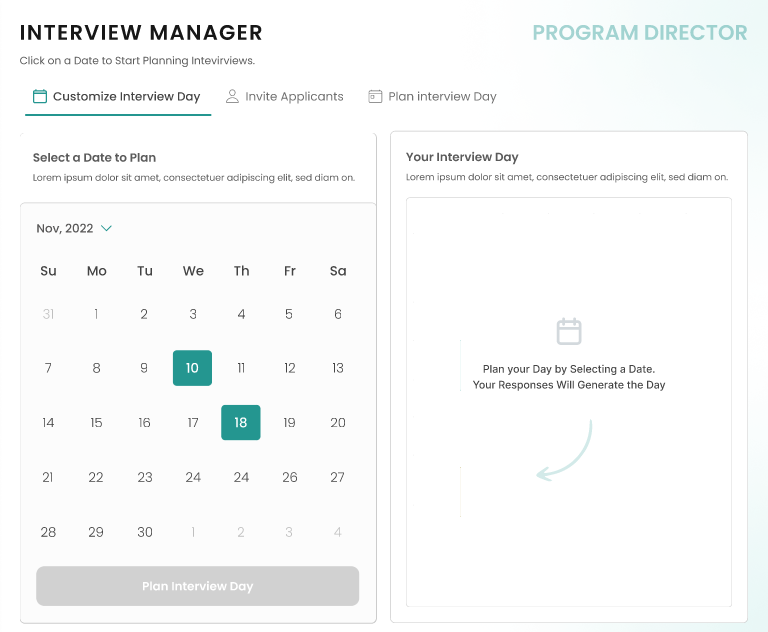 INTERVIEW MANAGER
PROGRAM DIRECTOR
Click on a Date to Start Planning Intevirviews.
Customize Interview Day
Invite Applicants
Plan interview Day
Select a Date to Plan
Lorem ipsum dolor sit amet, consectetuer adipiscing elit, sed diam on.
Nov, 2022
Su Mo Tu We Th Fr Sa
31 1 2 3 4 5 6
7 8 9 10 11 12 13
14 15 16 17 18 19 20
21 22 23 24 24 26 27
28 29 30 1 2 3 4
Plan Interview Day
Your Interview Day
Lorem ipsum dolor sit amet, consectetuer adipiscing elit, sed diam on.
Plan your Day by Selecting a Date.
Your Responses Will Generate the Day